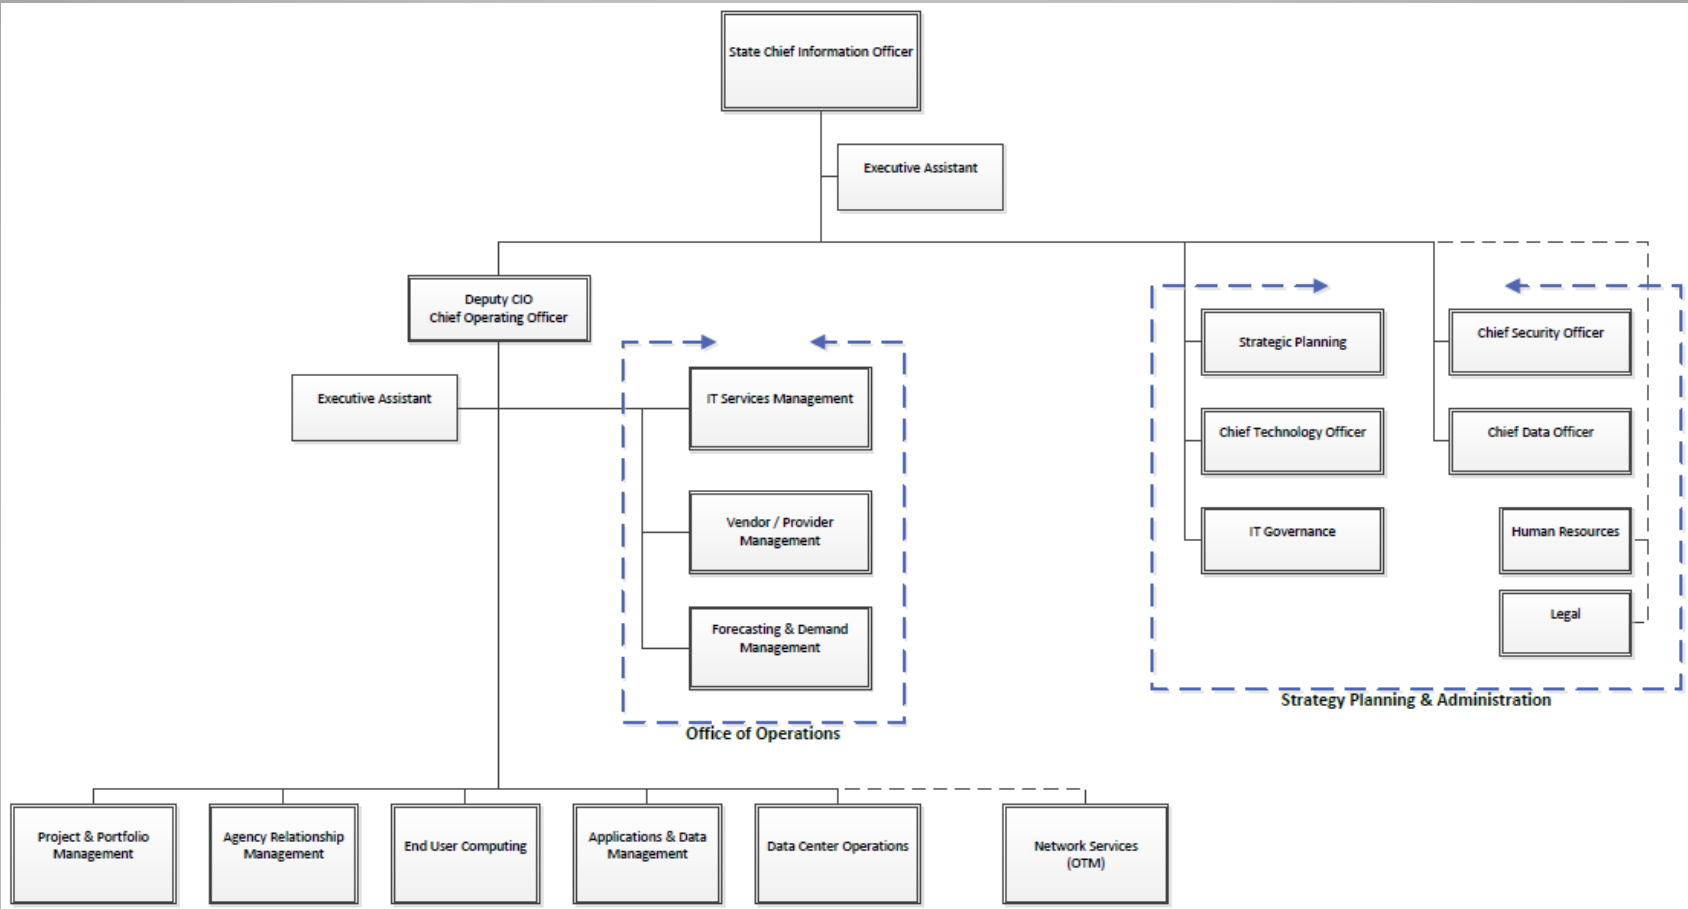 State Chief Information Officer
Executive Assistant
Deputy CIO
Chief Operating Officer
Executive Assistant
IT Services Management
Vendor / Provider
Management
Forecasting & Demand
Management
Office of Operations
Strategic Planning
Chief Technology Officer
IT Governance
Chief Security Officer
Chief Data Officer
Human Resources
Legal
Strategy Planning & Administration
Project & Portfolio
Management
Agency Relationship
Management
End User Computing
Applications & Data
Management
Data Center Operations
Network Services
(OTM)